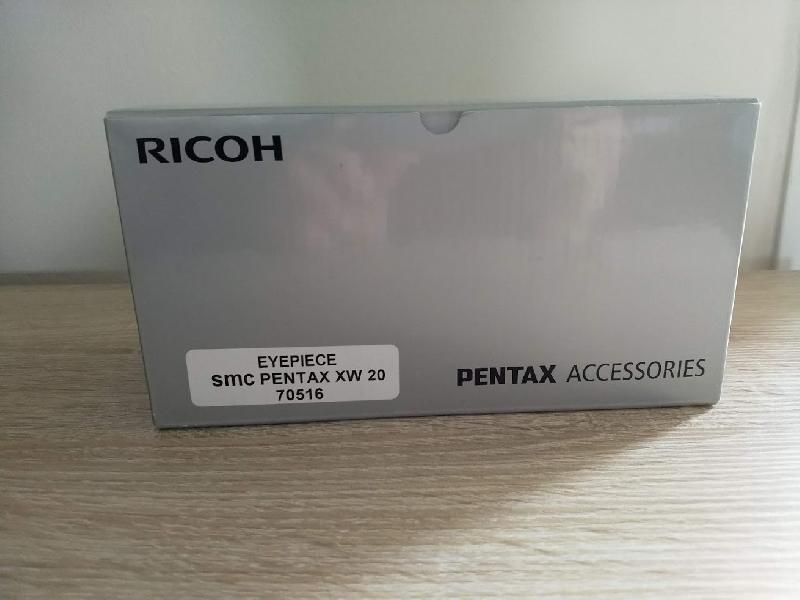 RICOH
EYEPIECE
smc PENTAX XW 20
70516
PENTAX ACCESSORIES